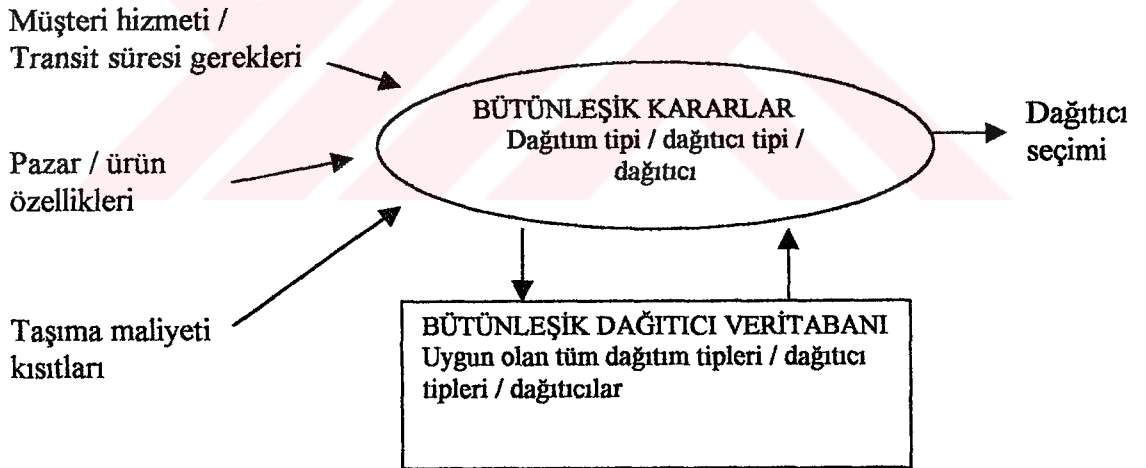 Müşteri hizmeti /
Transit süresi gerekleri
Pazar / ürün
özellikleri
Taşıma maliyeti
kısıtları
BÜTÜNLEŞİK KARARLAR
Dağıtım tipi / dağıtıcı tipi /
dağıtıcı
Dağıtıcı
seçimi
BÜTÜNLEŞİK DAĞITICI VERİTABANI
Uygun olan tüm dağıtım tipleri / dağıtıcı
tipleri / dağıtıcılar